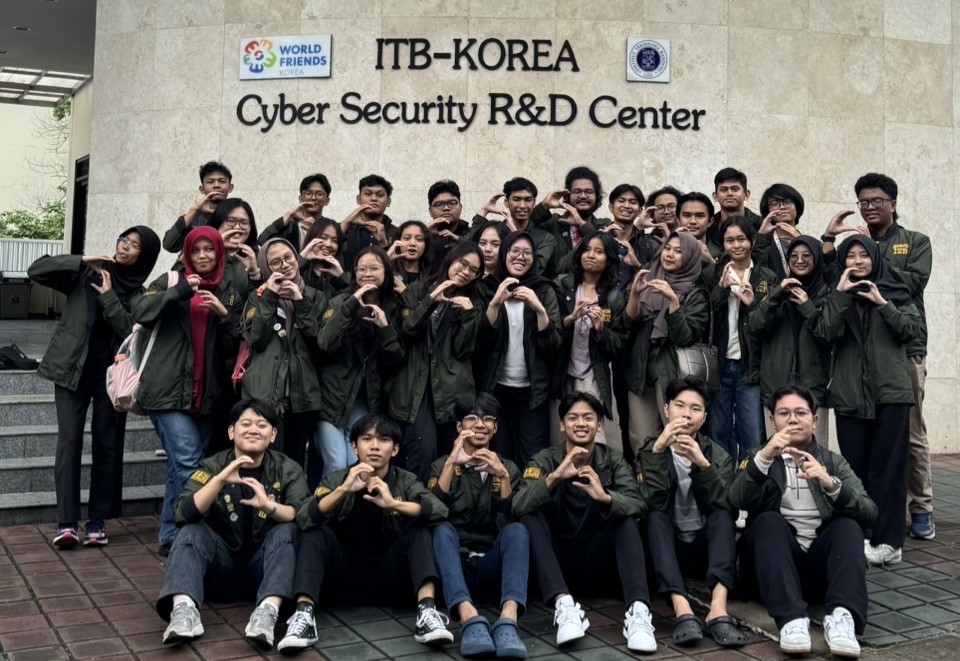 ITB-KOREA
WORLD
FRIENDS
KOREA
Cyber Security R&D Center